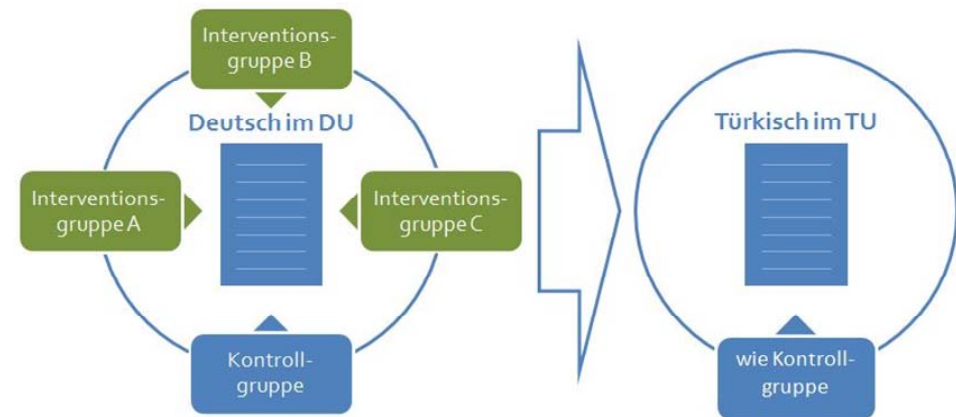 Interventions-
gruppe B
Deutsch im DU
Interventions-
gruppe A
Interventions-
gruppe C
Kontroll-
gruppe
Türkisch im TU
wie Kontroll-
gruppe